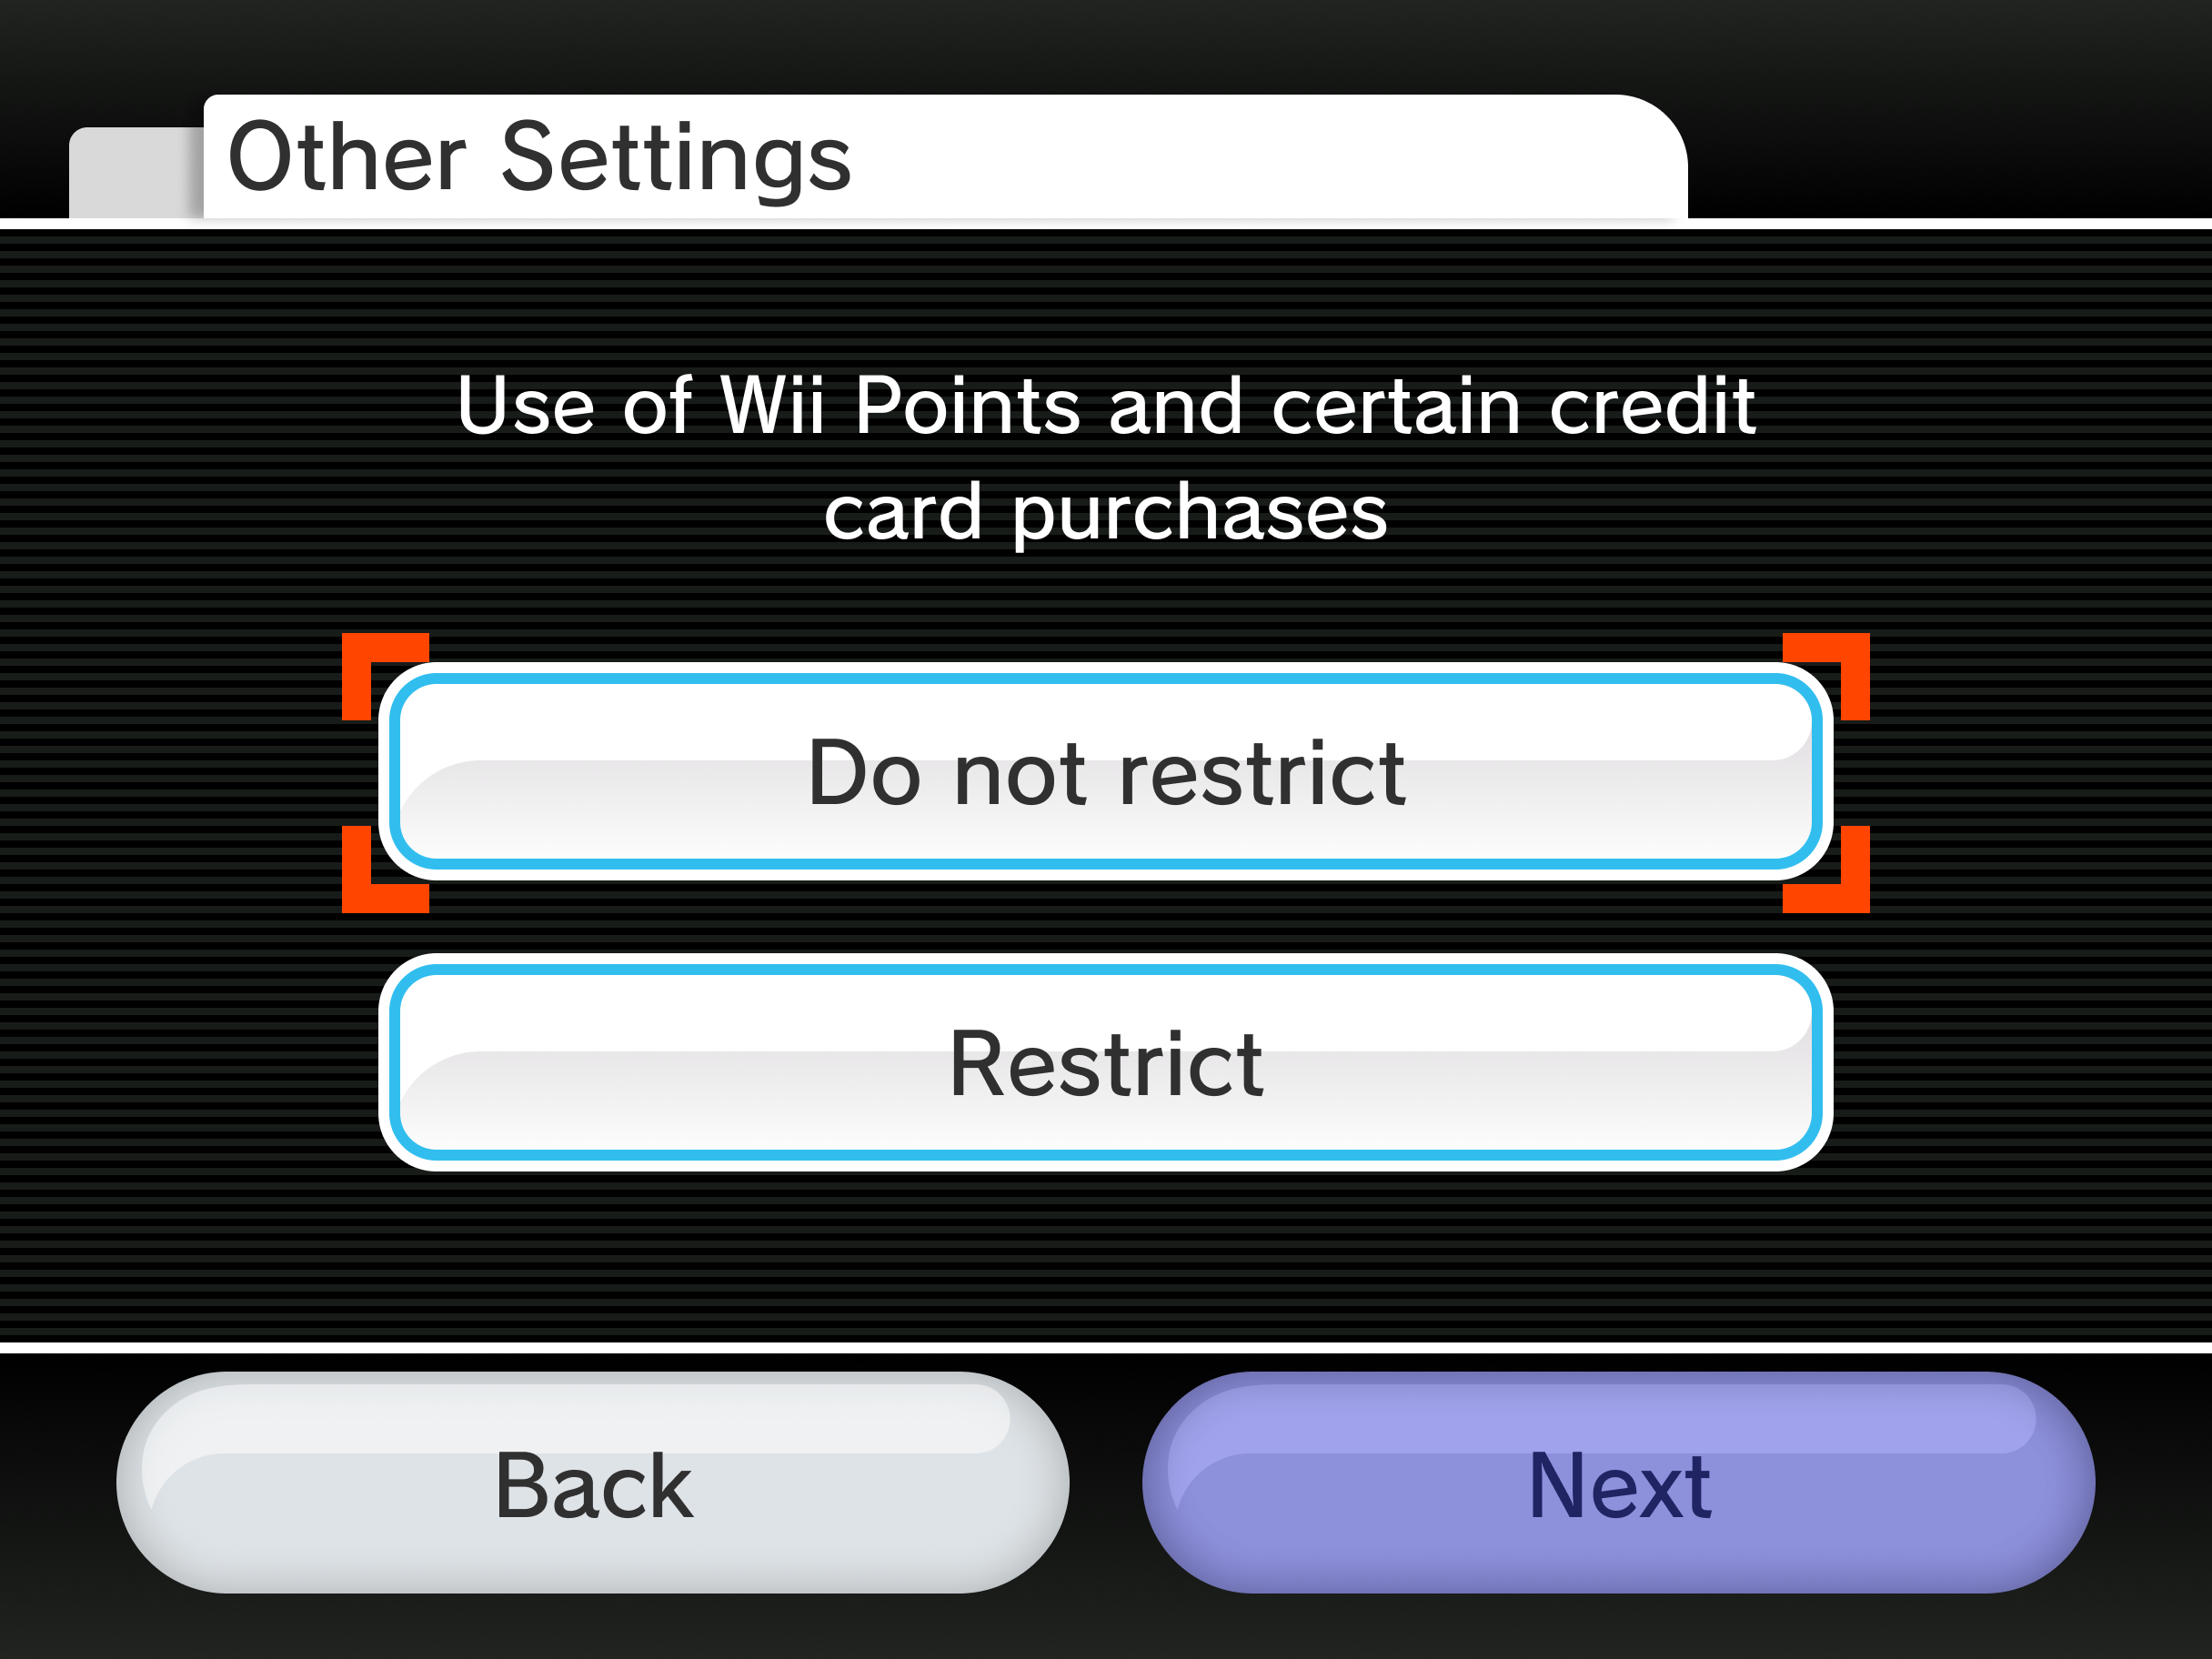 Other Settings
Use of Wii Points and certain credit
card purchases
Do not restrict
Restrict
Back
Next